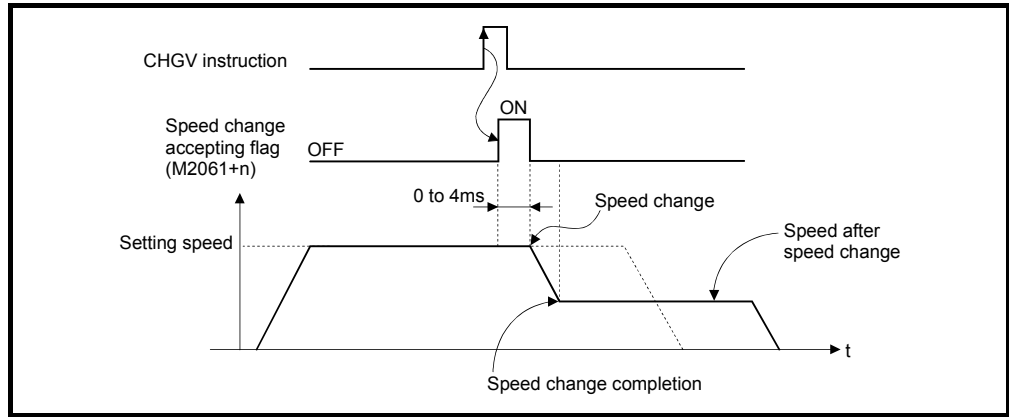 CHGV instruction
ON
Speed change
accepting flag
(M2061+n)
OFF
0 to 4ms
Speed change
Setting speed
Speed after
speed change
t
Speed change completion